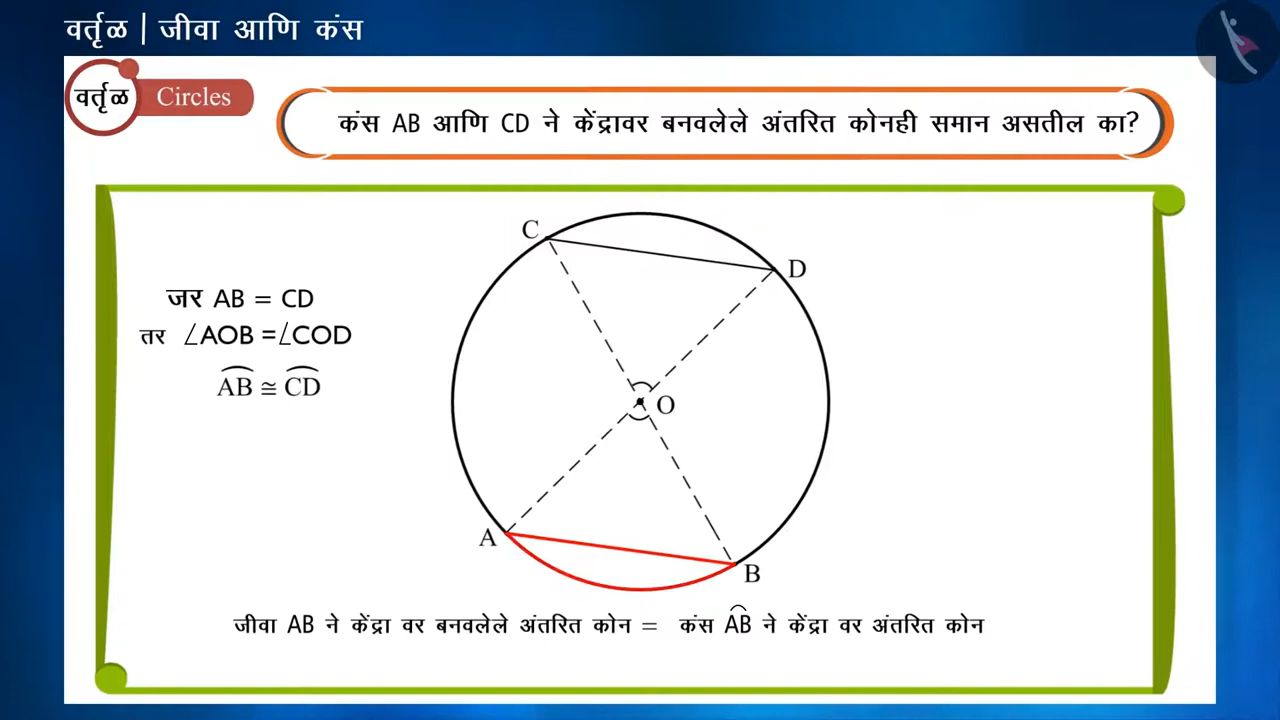 वर्तृळ | जीवा आणि कंस
वर्तृळ Circles
कंस AB आणि CD ने केंद्रावर बनवलेले अंतरित कोनही समान असतील का?
C
D
जर AB = CD
तर ∠AOB =∠COD
⌒AB ≅ ⌒CD
O
A
B
जीवा AB ने केंद्रा वर बनवलेले अंतरित कोन = कंस ⌒AB ने केंद्रा वर अंतरित कोन